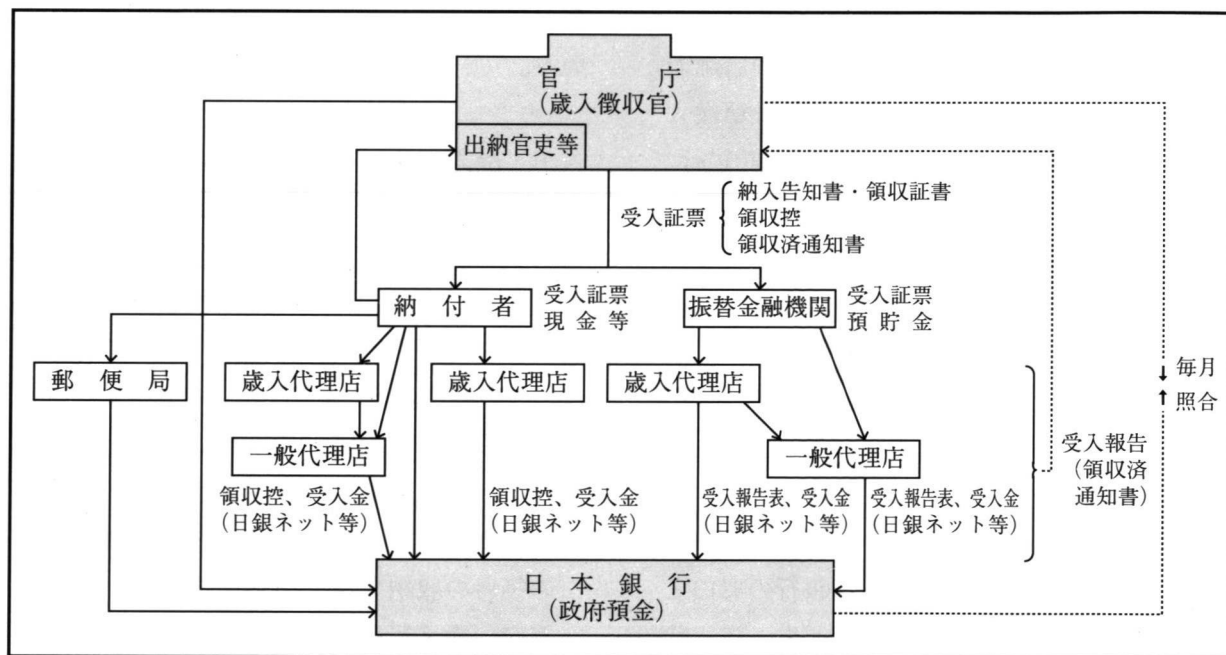 官庁
(歳入徴収官)
出納官吏等
受入証票
納入告知書・領収証書
領収控
領収済通知書
納付者
受入証票
現金等
振替金融機関
受入証票
預貯金
郵便局
歳入代理店
歳入代理店
歳入代理店
毎月
照合
一般代理店
一般代理店
受入報告
(領収済
通知書)
領収控、受入金
(日銀ネット等)
領収控、受入金
(日銀ネット等)
受入報告表、受入金
(日銀ネット等)
受入報告表、受入金
(日銀ネット等)
日本銀行
(政府預金)